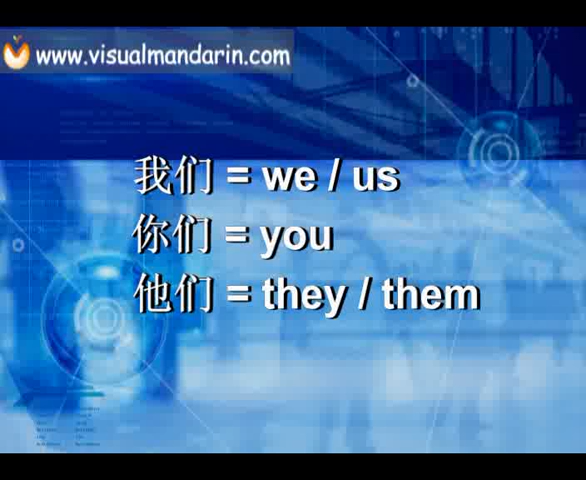 www.visualmandarin.com
我们 = we / us
你们 = you
他们 = they / them